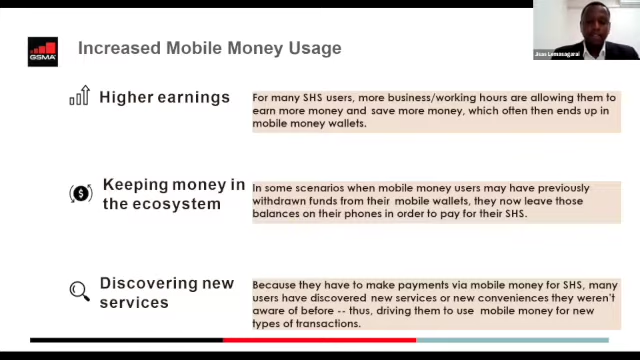 GSMA
Increased Mobile Money Usage
Higher earnings
For many SHS users, more business/working hours are allowing them to
earn more money and save more money, which often then ends up in
mobile money wallets.
Keeping money in
the ecosystem
In some scenarios when mobile money users may have previously
withdrawn funds from their mobile wallets, they now leave those
balances on their phones in order to pay for their SHS.
Discovering new
services
Because they have to make payments via mobile money for SHS, many
users have discovered new services or new conveniences they weren't
aware of before -- thus, driving them to use mobile money for new
types of transactions.